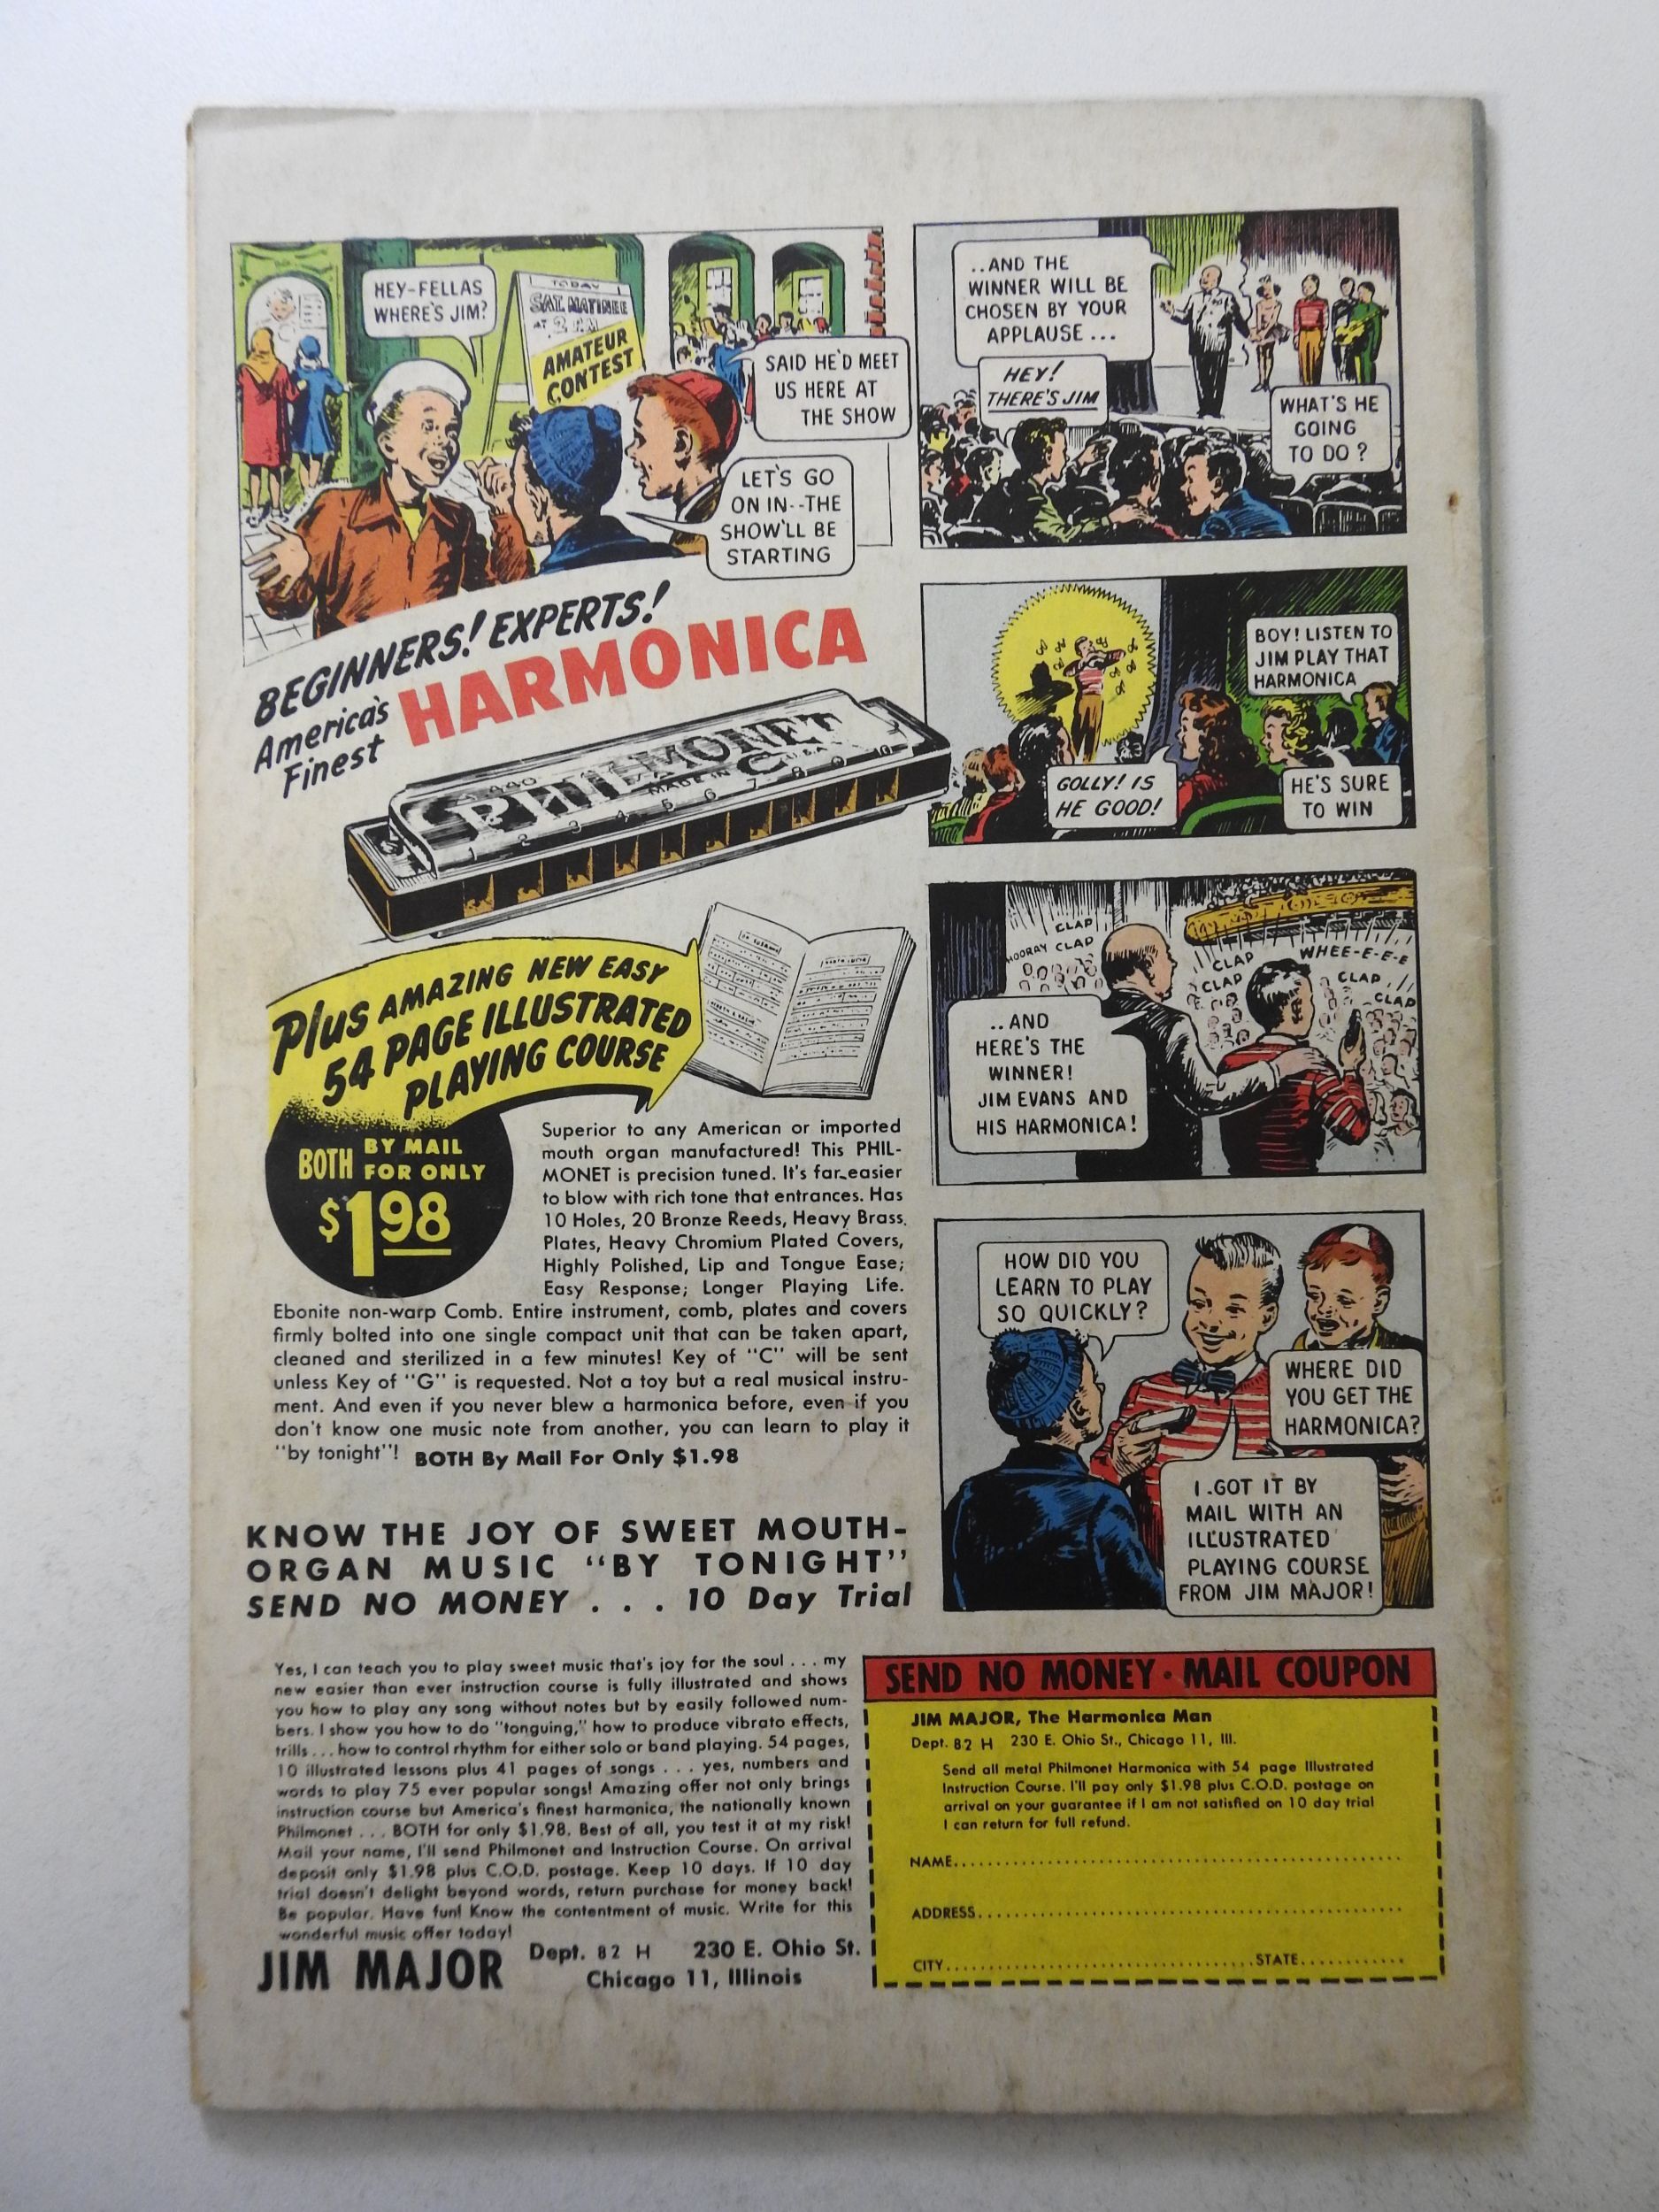 HEY-FELLAS
WHERE'S JIM?
TODAY
SAT. MATINEE
AT 2 PM
AMATEUR
CONTEST
SAID HE'D MEET
US HERE AT
THE SHOW
LET'S GO
ON IN--THE
SHOW'LL BE
STARTING
..AND THE
WINNER WILL BE
CHOSEN BY YOUR
APPLAUSE...
HEY!
THERE'S JIM
WHAT'S HE
GOING
TO DO?
BOY! LISTEN TO
JIM PLAY THAT
HARMONICA
GOLLY! IS
HE GOOD!
HE'S SURE
TO WIN
HOORAY CLAP CLAP
CLAP
CLAP
WHEE-E-E-E
CLAP
CLAP
..AND
HERE'S THE
WINNER!
JIM EVANS AND
HIS HARMONICA!
HOW DID YOU
LEARN TO PLAY
SO QUICKLY?
WHERE DID
YOU GET THE
HARMONICA?
I GOT IT BY
MAIL WITH AN
ILLUSTRATED
PLAYING COURSE
FROM JIM MAJOR!
BEGINNERS! EXPERTS!
America's
Finest
HARMONICA
A440
PHILMONET
MADE IN C U.S.A.
1 2 3 4 5 6 7 8 9 10
Plus AMAZING NEW EASY
54 PAGE ILLUSTRATED
PLAYING COURSE
BOTH BY MAIL
FOR ONLY
$1.98
Superior to any American or imported
mouth organ manufactured! This PHIL-
MONET is precision tuned. It's far easier
to blow with rich tone that entrances. Has
10 Holes, 20 Bronze Reeds, Heavy Brass
Plates, Heavy Chromium Plated Covers,
Highly Polished, Lip and Tongue Ease;
Easy Response; Longer Playing Life.
Ebonite non-warp Comb. Entire instrument, comb, plates and covers
firmly bolted into one single compact unit that can be taken apart,
cleaned and sterilized in a few minutes! Key of "C" will be sent
unless Key of "G" is requested. Not a toy but a real musical instru-
ment. And even if you never blew a harmonica before, even if you
don't know one music note from another, you can learn to play it
"by tonight"! BOTH By Mail For Only $1.98
KNOW THE JOY OF SWEET MOUTH-
ORGAN MUSIC "BY TONIGHT"
SEND NO MONEY . . . 10 Day Trial
Yes, I can teach you to play sweet music that's joy for the soul . . . my
new easier than ever instruction course is fully illustrated and shows
you how to play any song without notes but by easily followed num-
bers. I show you how to do "tonguing," how to produce vibrato effects,
trills . . . how to control rhythm for either solo or band playing. 54 pages,
10 illustrated lessons plus 41 pages of songs . . . yes, numbers and
words to play 75 ever popular songs! Amazing offer not only brings
instruction course but America's finest harmonica, the nationally known
Philmonet . . . BOTH for only $1.98. Best of all, you test it at my risk!
Mail your name, I'll send Philmonet and Instruction Course. On arrival
deposit only $1.98 plus C.O.D. postage. Keep 10 days. If 10 day
trial doesn't delight beyond words, return purchase for money back!
Be popular. Have fun! Know the contentment of music. Write for this
wonderful music offer today!
JIM MAJOR Dept. 82 H 230 E. Ohio St.
Chicago 11, Illinois
SEND NO MONEY · MAIL COUPON
JIM MAJOR, The Harmonica Man
Dept. 82 H 230 E. Ohio St., Chicago 11, Ill.
Send all metal Philmonet Harmonica with 54 page Illustrated
Instruction Course. I'll pay only $1.98 plus C.O.D. postage on
arrival on your guarantee if I am not satisfied on 10 day trial
I can return for full refund.
NAME
ADDRESS
CITY STATE